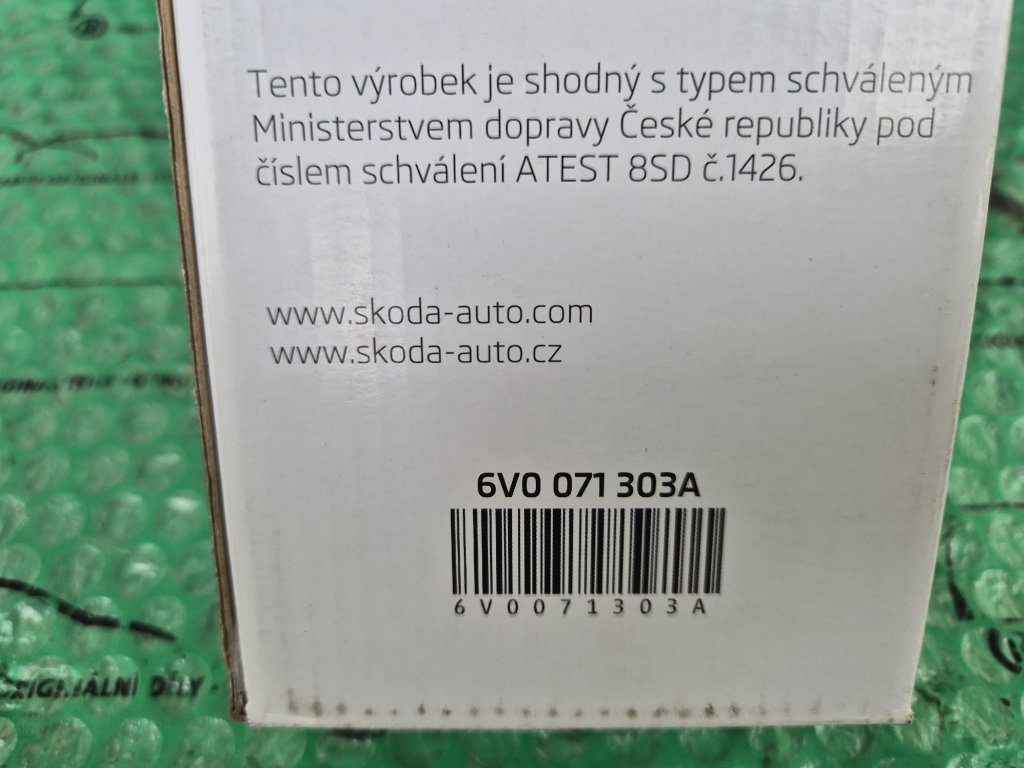 Tento výrobek je shodný s typem schváleným
Ministerstvem dopravy České republiky pod
číslem schválení ATEST 8SD č.1426.
www.skoda-auto.com
www.skoda-auto.cz
6V0 071 303A
6V0071303A
DÍLY -